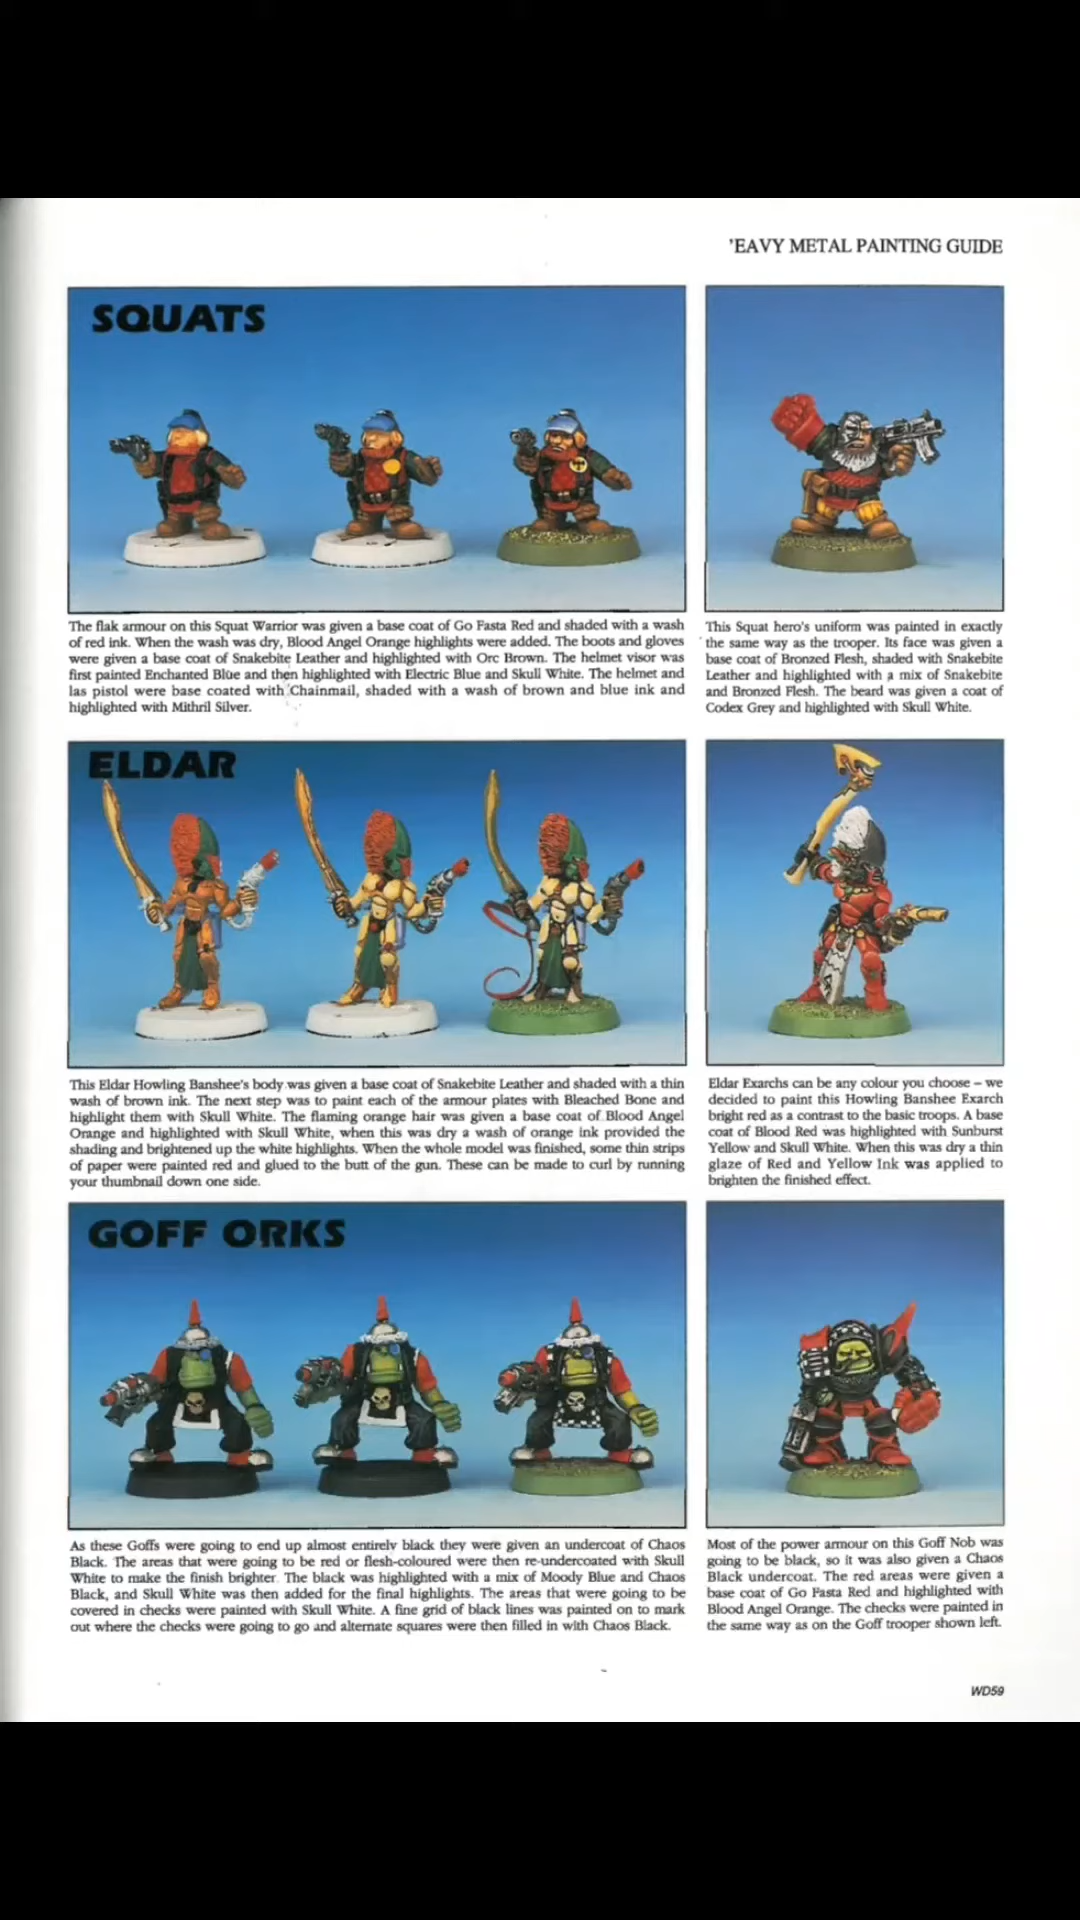 'EAVY METAL PAINTING GUIDE
SQUATS
The flak armour on this Squat Warrior was given a base coat of Go Fasta Red and shaded with a wash
of red ink. When the wash was dry, Blood Angel Orange highlights were added. The boots and gloves
were given a base coat of Snakebite Leather and highlighted with Orc Brown. The helmet visor was
first painted Enchanted Blue and then highlighted with Electric Blue and Skull White. The helmet and
las pistol were base coated with Chainmail, shaded with a wash of brown and blue ink and
highlighted with Mithril Silver.
This Squat hero's uniform was painted in exactly
the same way as the trooper. Its face was given a
base coat of Bronzed Flesh, shaded with Snakebite
Leather and highlighted with a mix of Snakebite
and Bronzed Flesh. The beard was given a coat of
Codex Grey and highlighted with Skull White.
ELDAR
This Eldar Howling Banshee's body was given a base coat of Snakebite Leather and shaded with a thin
wash of brown ink. The next step was to paint each of the armour plates with Bleached Bone and
highlight them with Skull White. The flaming orange hair was given a base coat of Blood Angel
Orange and highlighted with Skull White, when this was dry a wash of orange ink provided the
shading and brightened up the white highlights. When the whole model was finished, some thin strips
of paper were painted red and glued to the butt of the gun. These can be made to curl by running
your thumbnail down one side.
Eldar Exarchs can be any colour you choose – we
decided to paint this Howling Banshee Exarch
bright red as a contrast to the basic troops. A base
coat of Blood Red was highlighted with Sunburst
Yellow and Skull White. When this was dry a thin
glaze of Red and Yellow Ink was applied to
brighten the finished effect.
GOFF ORKS
As these Goffs were going to end up almost entirely black they were given an undercoat of Chaos
Black. The areas that were going to be red or flesh-coloured were then re-undercoated with Skull
White to make the finish brighter. The black was highlighted with a mix of Moody Blue and Chaos
Black, and Skull White was then added for the final highlights. The areas that were going to be
covered in checks were painted with Skull White. A fine grid of black lines was painted on to mark
out where the checks were going to go and alternate squares were then filled in with Chaos Black.
Most of the power armour on this Goff Nob was
going to be black, so it was also given a Chaos
Black undercoat. The red areas were given a
base coat of Go Fasta Red and highlighted with
Blood Angel Orange. The checks were painted in
the same way as on the Goff trooper shown left.
WD59